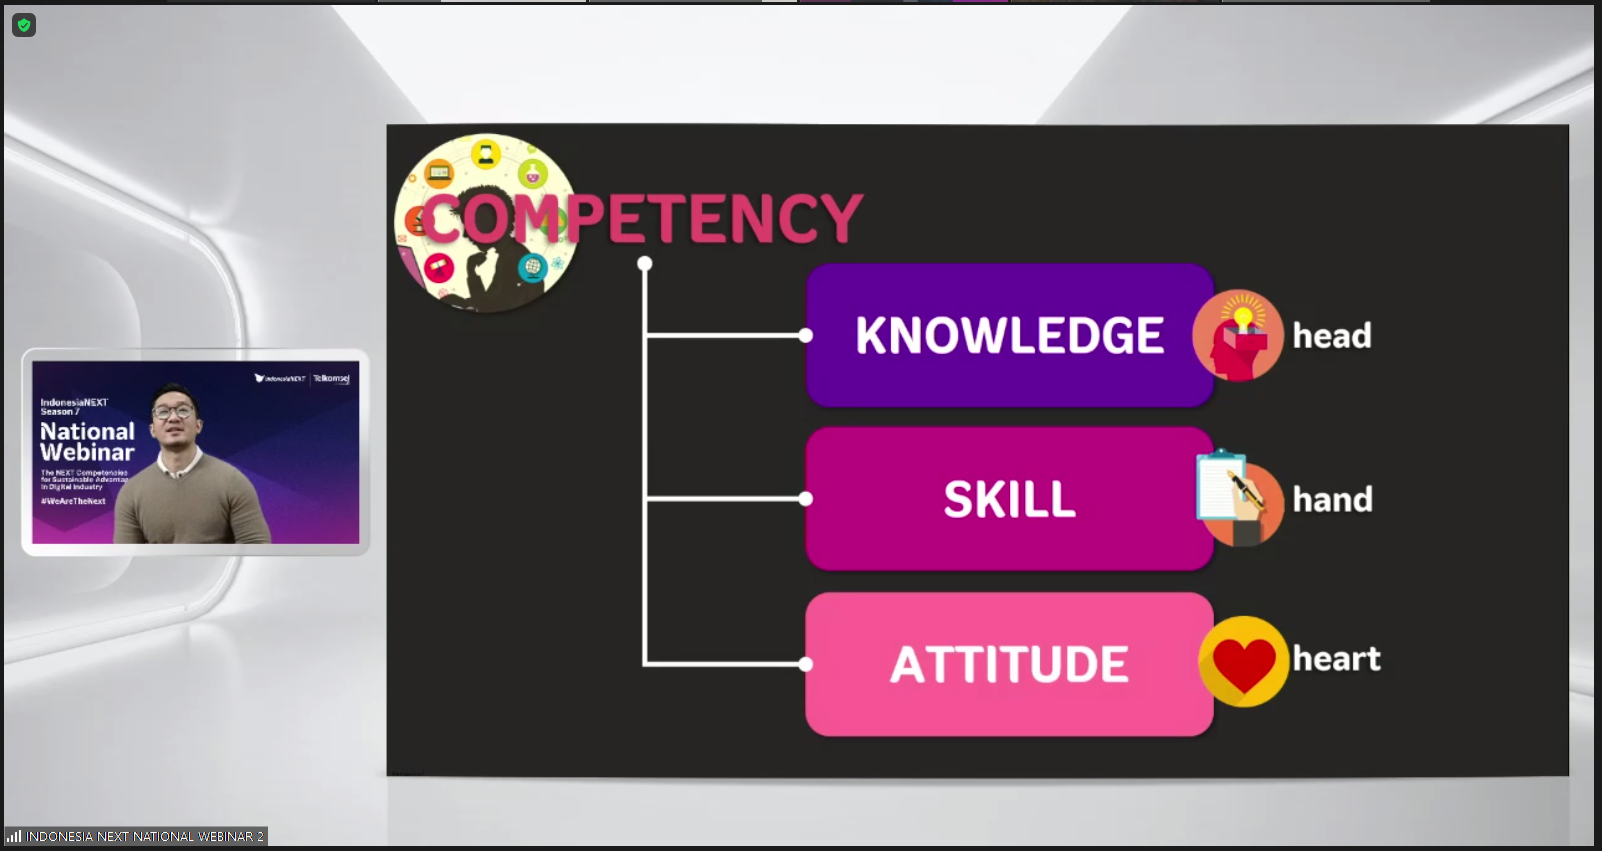 COMPETENCY
KNOWLEDGE
head
SKILL
hand
ATTITUDE
heart
IndonesiaNEXT Telkomsel
IndonesiaNEXT
Season 7
National
Webinar
The NEXT Competencies
for Sustainable
in Digital Industry
#WeAreTheNext
INDONESIA NEXT NATIONAL WEBINAR 2